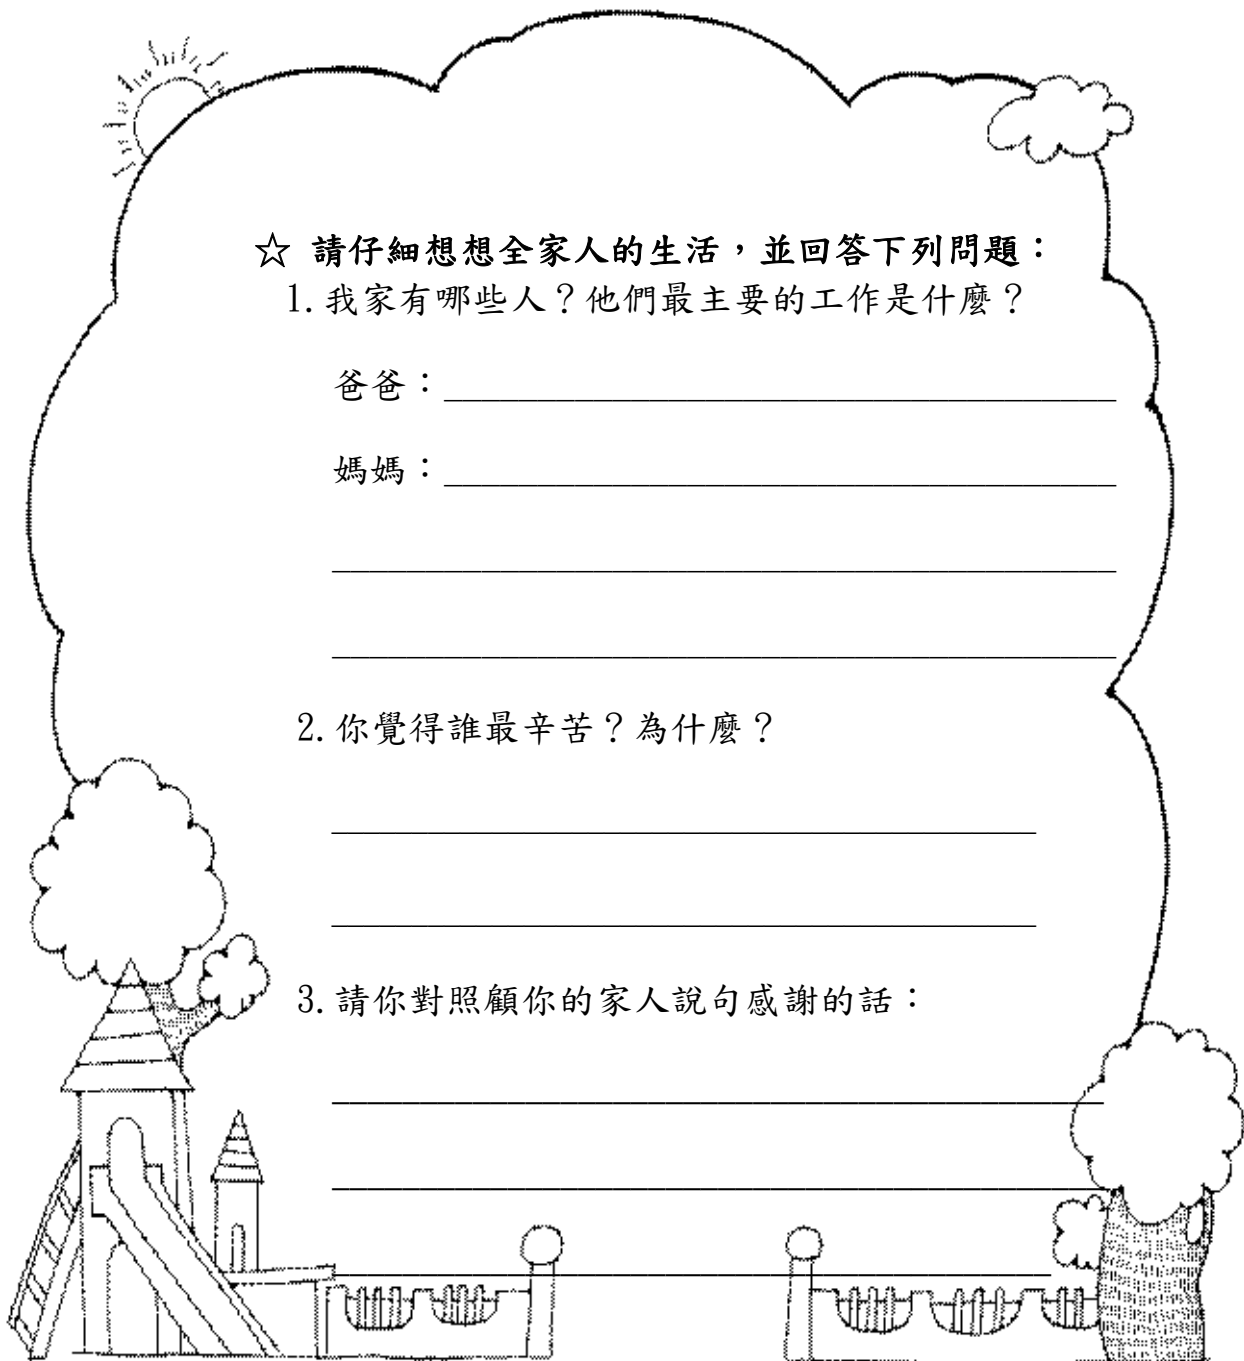 ☆ 請仔細想想全家人的生活，並回答下列問題：
1.我家有哪些人？他們最主要的工作是什麼？
爸爸：
媽媽：
2.你覺得誰最辛苦？為什麼？
3.請你對照顧你的家人說句感謝的話：